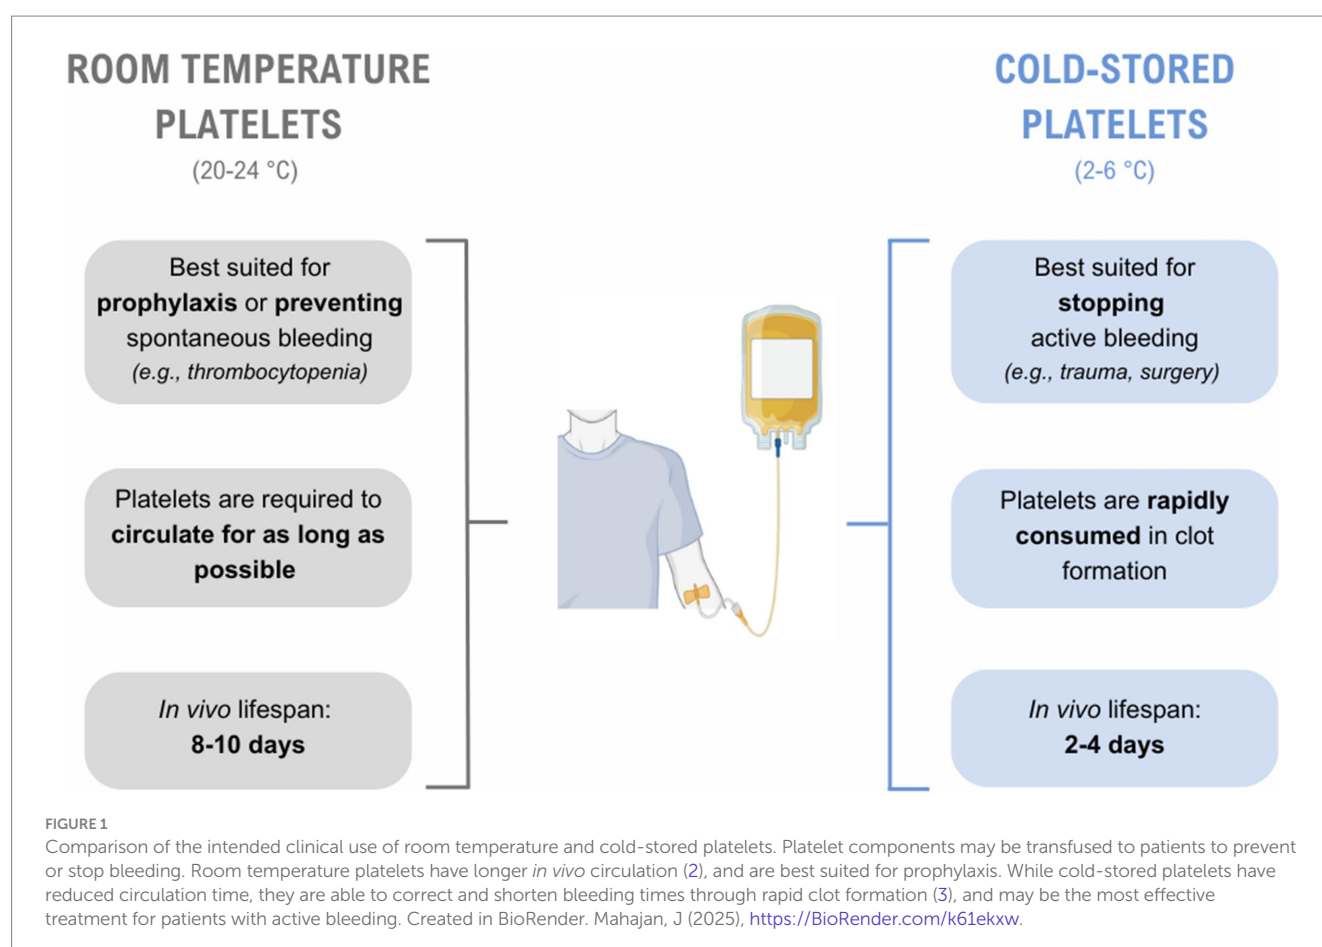 ROOM TEMPERATURE
PLATELETS
(20-24 °C)
Best suited for
prophylaxis or preventing
spontaneous bleeding
(e.g., thrombocytopenia)
Platelets are required to
circulate for as long as
possible
In vivo lifespan:
8-10 days
COLD-STORED
PLATELETS
(2-6 °C)
Best suited for
stopping
active bleeding
(e.g., trauma, surgery)
Platelets are rapidly
consumed in clot
formation
In vivo lifespan:
2-4 days
FIGURE 1
Comparison of the intended clinical use of room temperature and cold-stored platelets. Platelet components may be transfused to patients to prevent
or stop bleeding. Room temperature platelets have longer in vivo circulation (2), and are best suited for prophylaxis. While cold-stored platelets have
reduced circulation time, they are able to correct and shorten bleeding times through rapid clot formation (3), and may be the most effective
treatment for patients with active bleeding. Created in BioRender. Mahajan, J (2025), https://BioRender.com/k61ekxw.